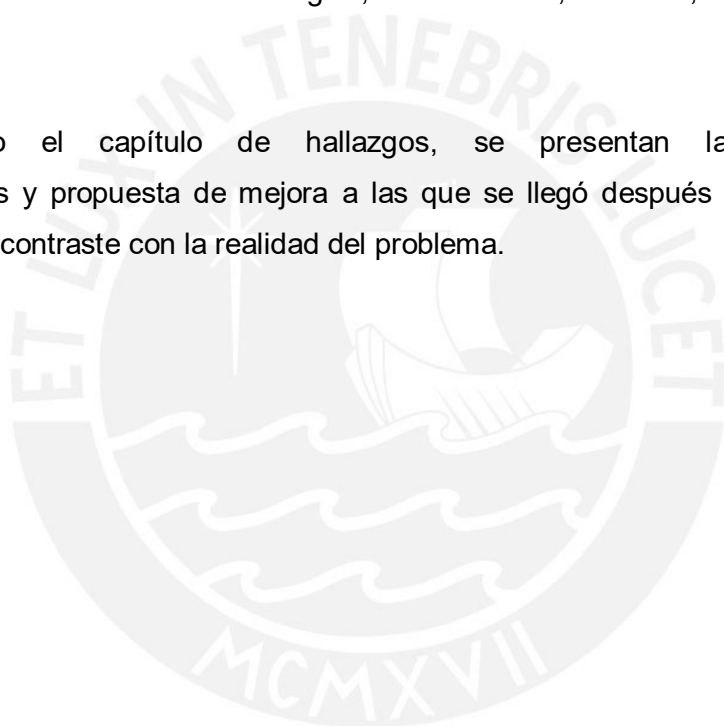 o el capítulo de hallazgos, se presentan la
s y propuesta de mejora a las que se llegó después
contraste con la realidad del problema.
ET LUX IN TENEBRIS LUCET
MCMXVII